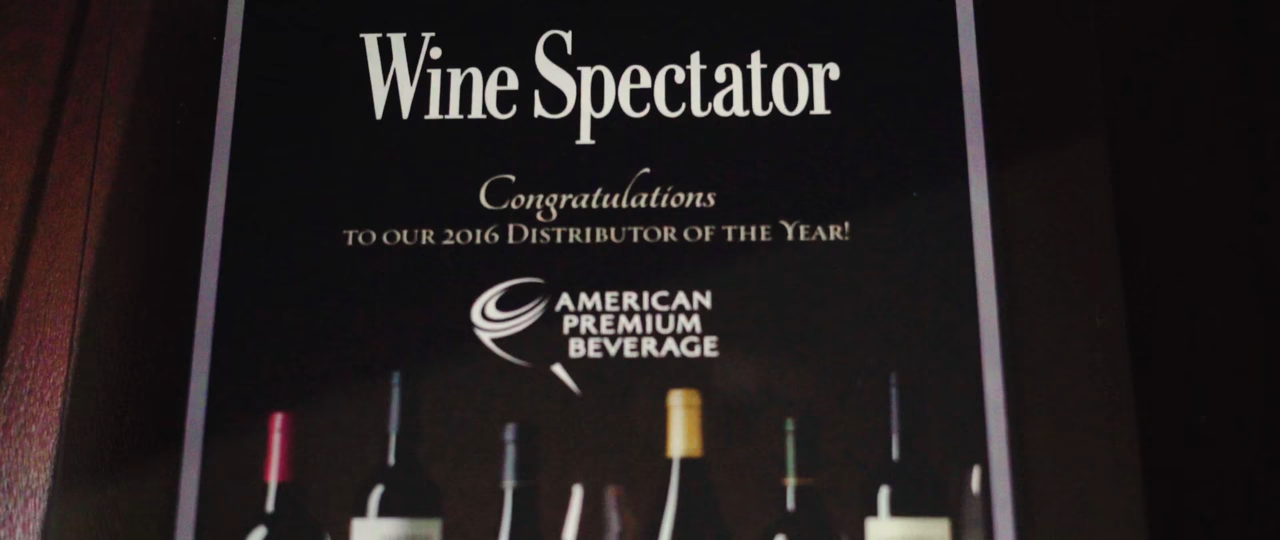 Wine Spectator
Congratulations
TO OUR 2016 DISTRIBUTOR OF THE YEAR!
AMERICAN
PREMIUM
BEVERAGE